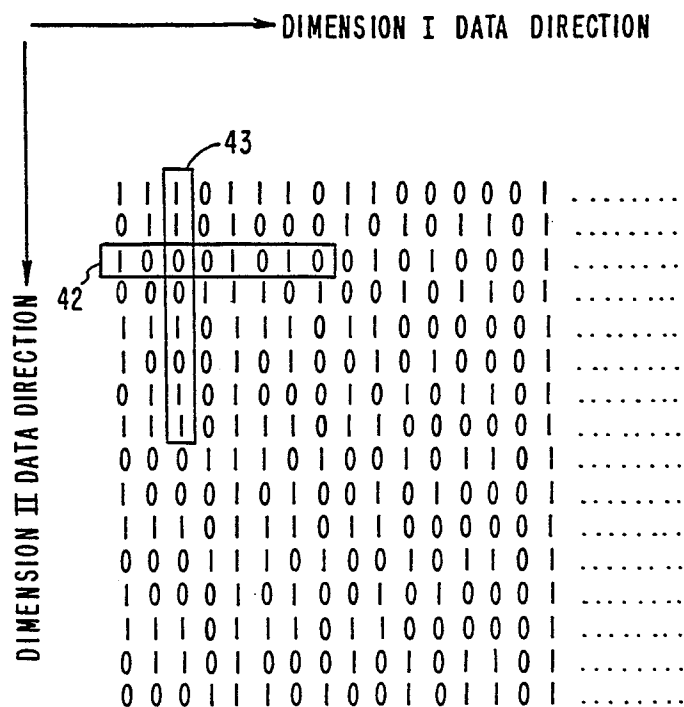 DIMENSION I DATA DIRECTION
43
1 1 1 0 1 1 1 0 1 1 0 0 0 0 0 1 ........
0 1 1 0 1 0 0 0 1 0 1 0 1 1 0 1 ........
1 0 0 0 1 0 1 0 0 1 0 1 0 0 0 1 ........
42
0 0 0 1 1 1 0 1 0 0 1 0 1 1 0 1 ........
1 1 1 0 1 1 1 0 1 1 0 0 0 0 0 1 ........
1 0 0 0 1 0 1 0 0 1 0 1 0 0 0 1 ........
0 1 1 0 1 0 0 0 1 0 1 0 1 1 0 1 ........
1 1 1 0 1 1 1 0 1 1 0 0 0 0 0 1 ........
0 0 0 1 1 1 0 1 0 0 1 0 1 1 0 1 ........
1 0 0 0 1 0 1 0 0 1 0 1 0 0 0 1 ........
1 1 1 0 1 1 1 0 1 1 0 0 0 0 0 1 ........
0 0 0 1 1 1 0 1 0 0 1 0 1 1 0 1 ........
1 0 0 0 1 0 1 0 0 1 0 1 0 0 0 1 ........
1 1 1 0 1 1 1 0 1 1 0 0 0 0 0 1 ........
0 1 1 0 1 0 0 0 1 0 1 0 1 1 0 1 ........
0 0 0 1 1 1 0 1 0 0 1 0 1 1 0 1 ........
DIMENSION II DATA DIRECTION